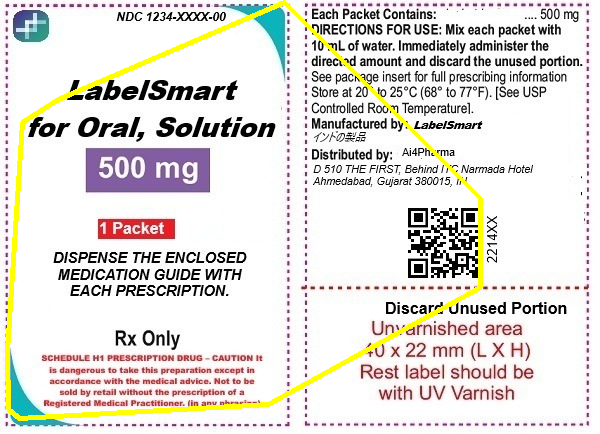 NDC 1234-XXXX-00
LabelSmart
for Oral, Solution
500 mg
1 Packet
DISPENSE THE ENCLOSED
MEDICATION GUIDE WITH
EACH PRESCRIPTION.
Rx Only
SCHEDULE H1 PRESCRIPTION DRUG – CAUTION It
is dangerous to take this preparation except in
accordance with the medical advice. Not to be
sold by retail without the prescription of a
Registered Medical Practitioner. (in any phrasing)
Each Packet Contains: .... 500 mg
DIRECTIONS FOR USE: Mix each packet with
10 mL of water. Immediately administer the
directed amount and discard the unused portion.
See package insert for full prescribing information
Store at 20° to 25°C (68° to 77°F). [See USP
Controlled Room Temperature].
Manufactured by: LabelSmart
インドの製品
Distributed by: Ai4Pharma
D 510 THE FIRST, Behind ITC Narmada Hotel
Ahmedabad, Gujarat 380015, IN
2214XX
Discard Unused Portion
Unvarnished area
40 x 22 mm (L X H)
Rest label should be
with UV Varnish